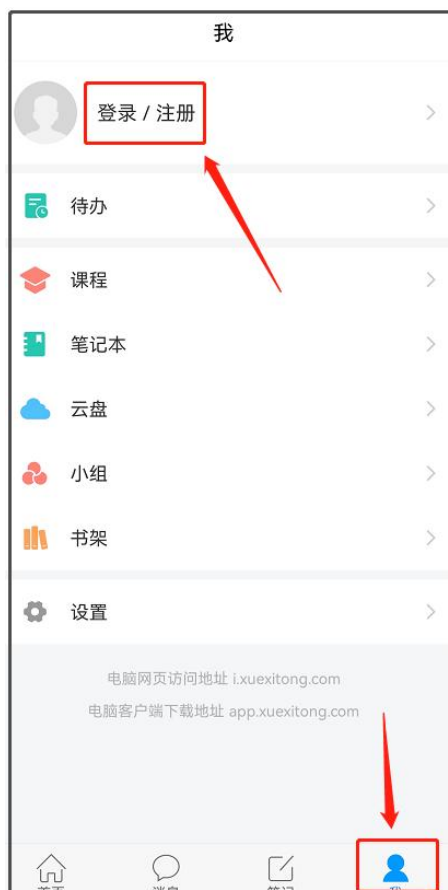 我
登录 / 注册
待办
课程
笔记本
云盘
小组
书架
设置
电脑网页访问地址 i.xuexitong.com
电脑客户端下载地址 app.xuexitong.com